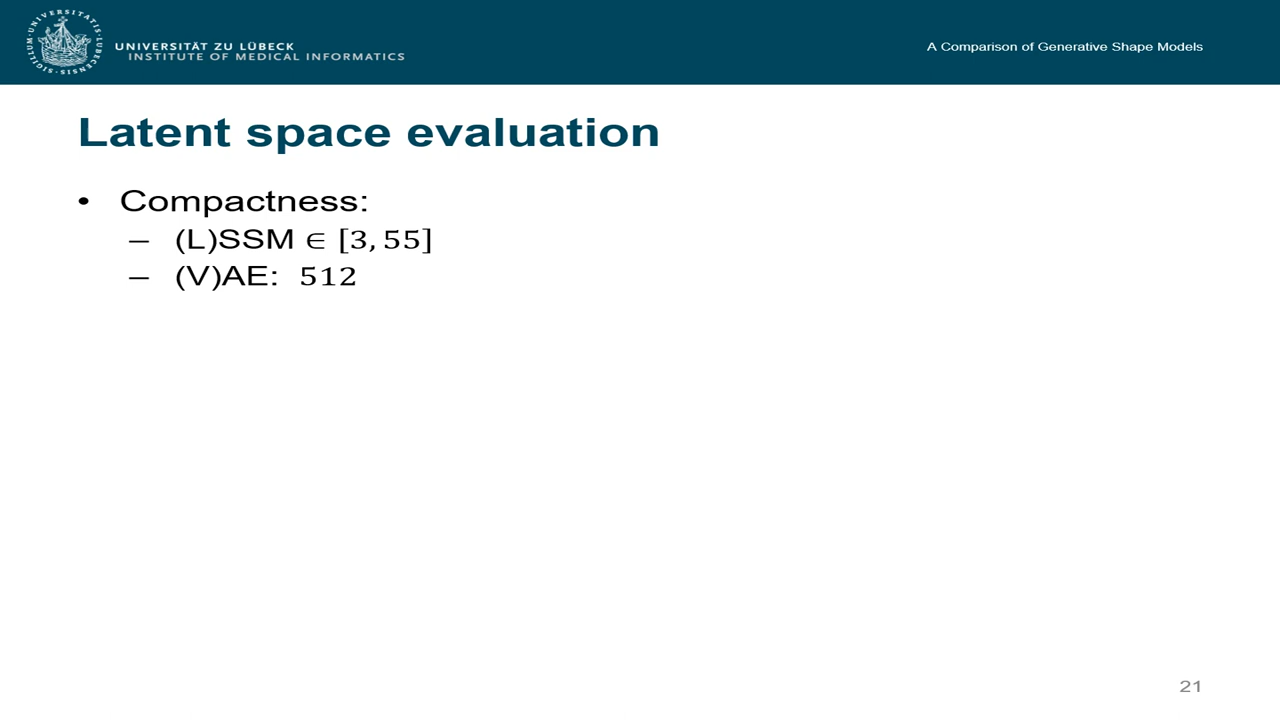 UNIVERSITÄT ZU LÜBECK
INSTITUTE OF MEDICAL INFORMATICS
A Comparison of Generative Shape Models
Latent space evaluation
• Compactness:
– (L)SSM ∈ [3, 55]
– (V)AE: 512
21